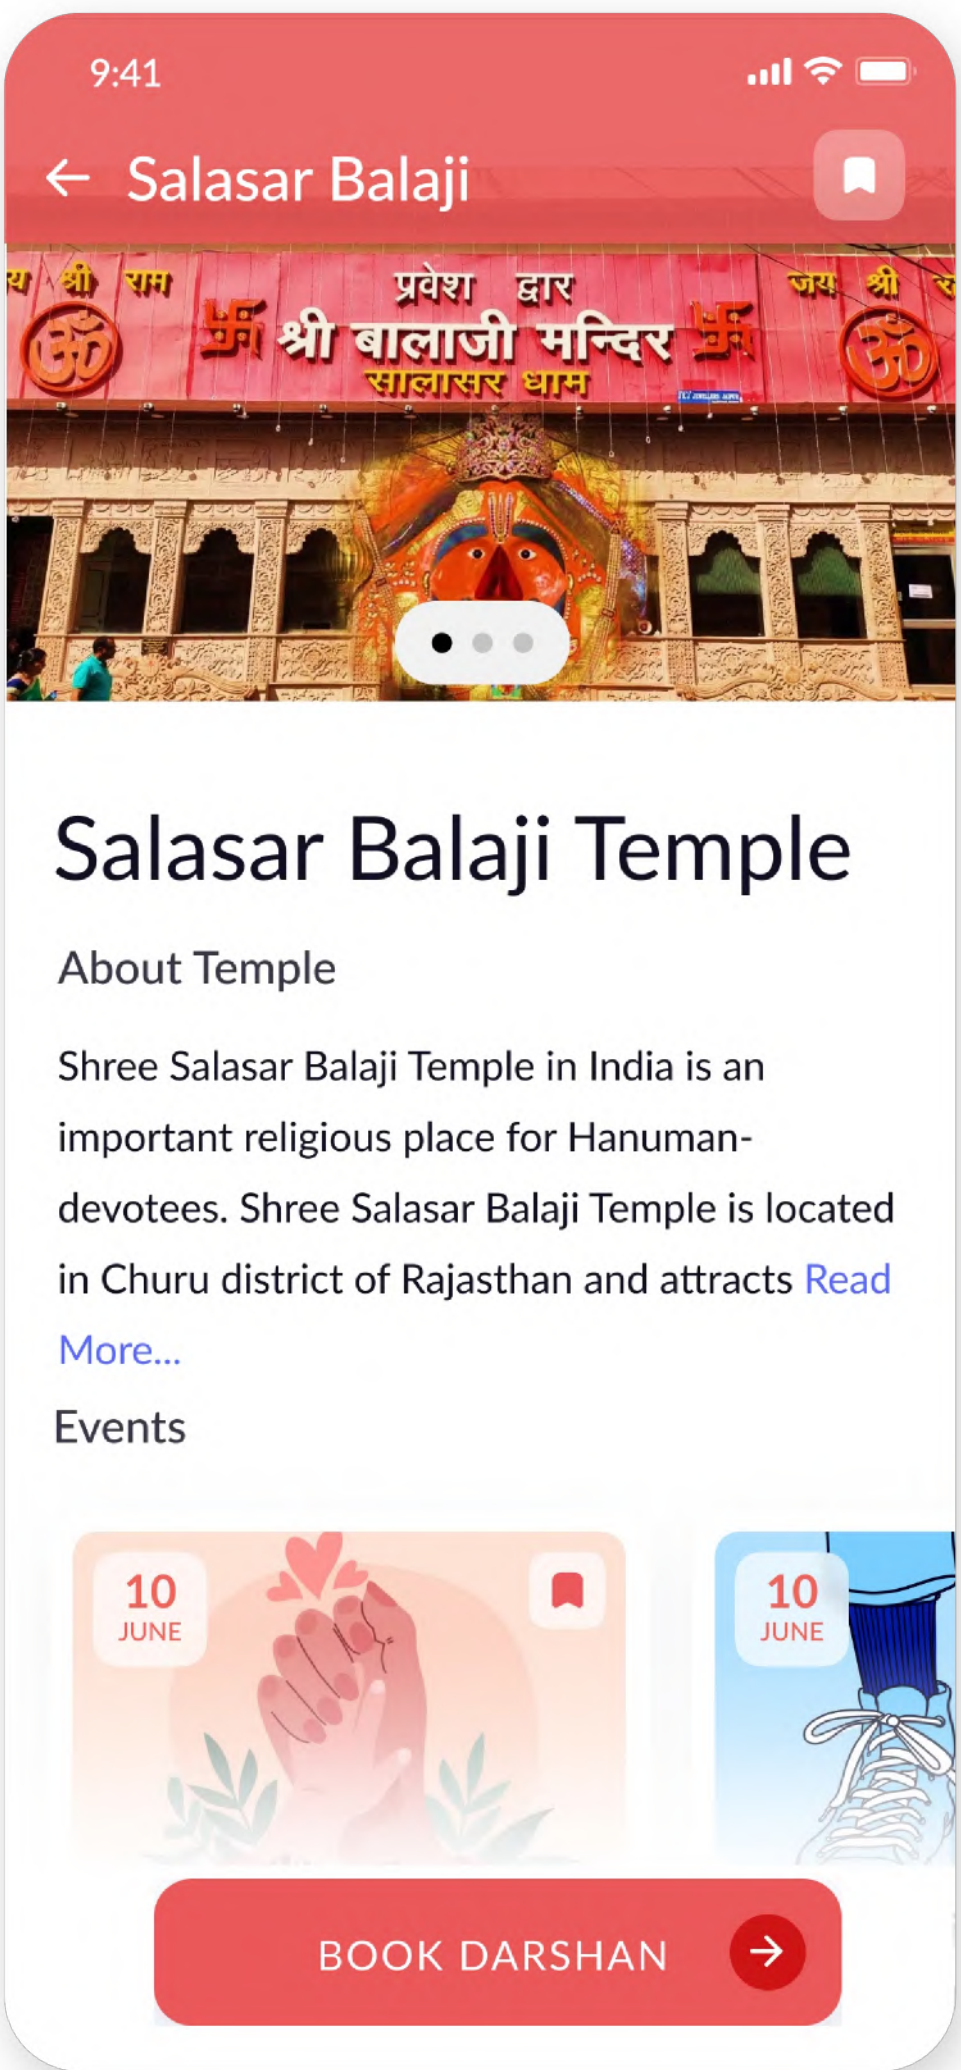 9:41
Salasar Balaji
श्री राम
प्रवेश द्वार
जय श्री
श्री बालाजी मन्दिर
सालासर धाम
Salasar Balaji Temple
About Temple
Shree Salasar Balaji Temple in India is an
important religious place for Hanuman-
devotees. Shree Salasar Balaji Temple is located
in Churu district of Rajasthan and attracts Read
More...
Events
10
JUNE
10
JUNE
BOOK DARSHAN